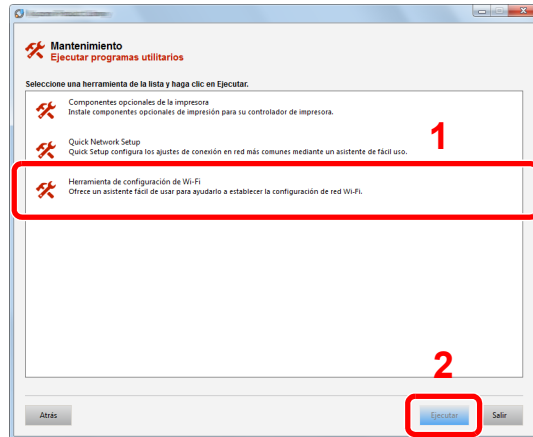 Mantenimiento
Ejecutar programas utilitarios
Seleccione una herramienta de la lista y haga clic en Ejecutar.
Componentes opcionales de la impresora
Instale componentes opcionales de impresión para su controlador de impresora.
1
Quick Network Setup
Quick Setup configura los ajustes de conexión en red más comunes mediante un asistente de fácil uso.
Herramienta de configuración de Wi-Fi
Ofrece un asistente fácil de usar para ayudarlo a establecer la configuración de red Wi-Fi.
2
Atrás
Ejecutar
Salir